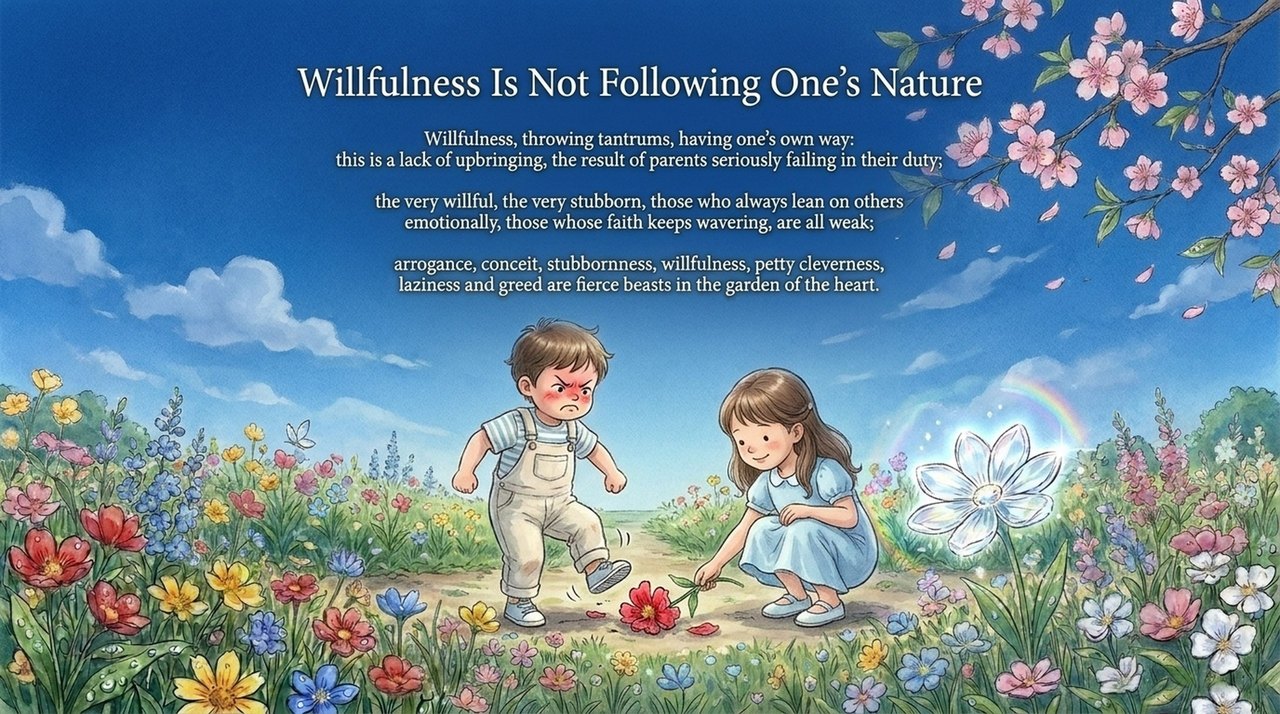 Willfulness Is Not Following One’s Nature
Willfulness, throwing tantrums, having one’s own way:
this is a lack of upbringing, the result of parents seriously failing in their duty;
the very willful, the very stubborn, those who always lean on others
emotionally, those whose faith keeps wavering, are all weak;
arrogance, conceit, stubbornness, willfulness, petty cleverness,
laziness and greed are fierce beasts in the garden of the heart.